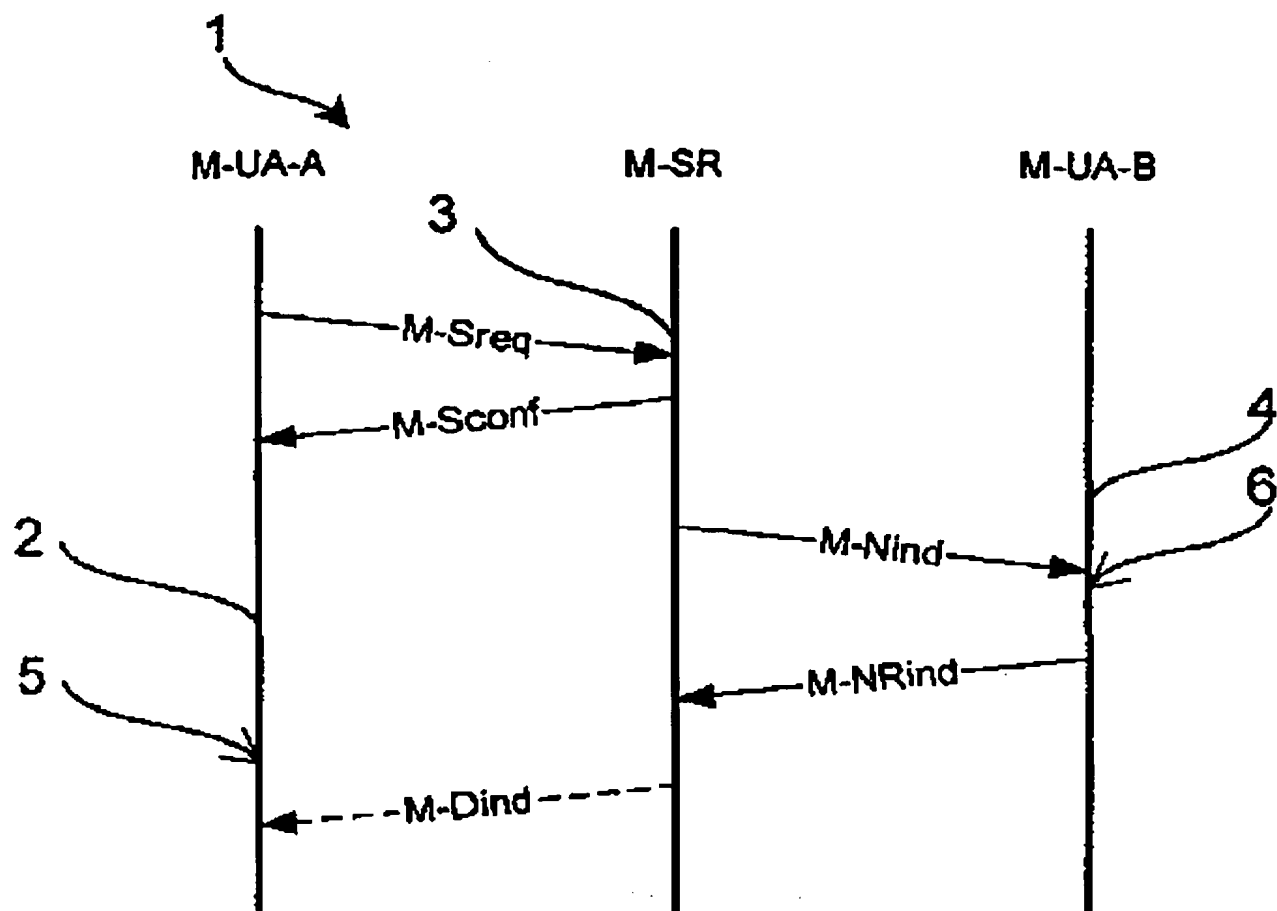 1
M-UA-A M-SR M-UA-B
3
M-Sreq
M-Sconf
4
6
2
M-Nind
5
M-NRind
M-Dind